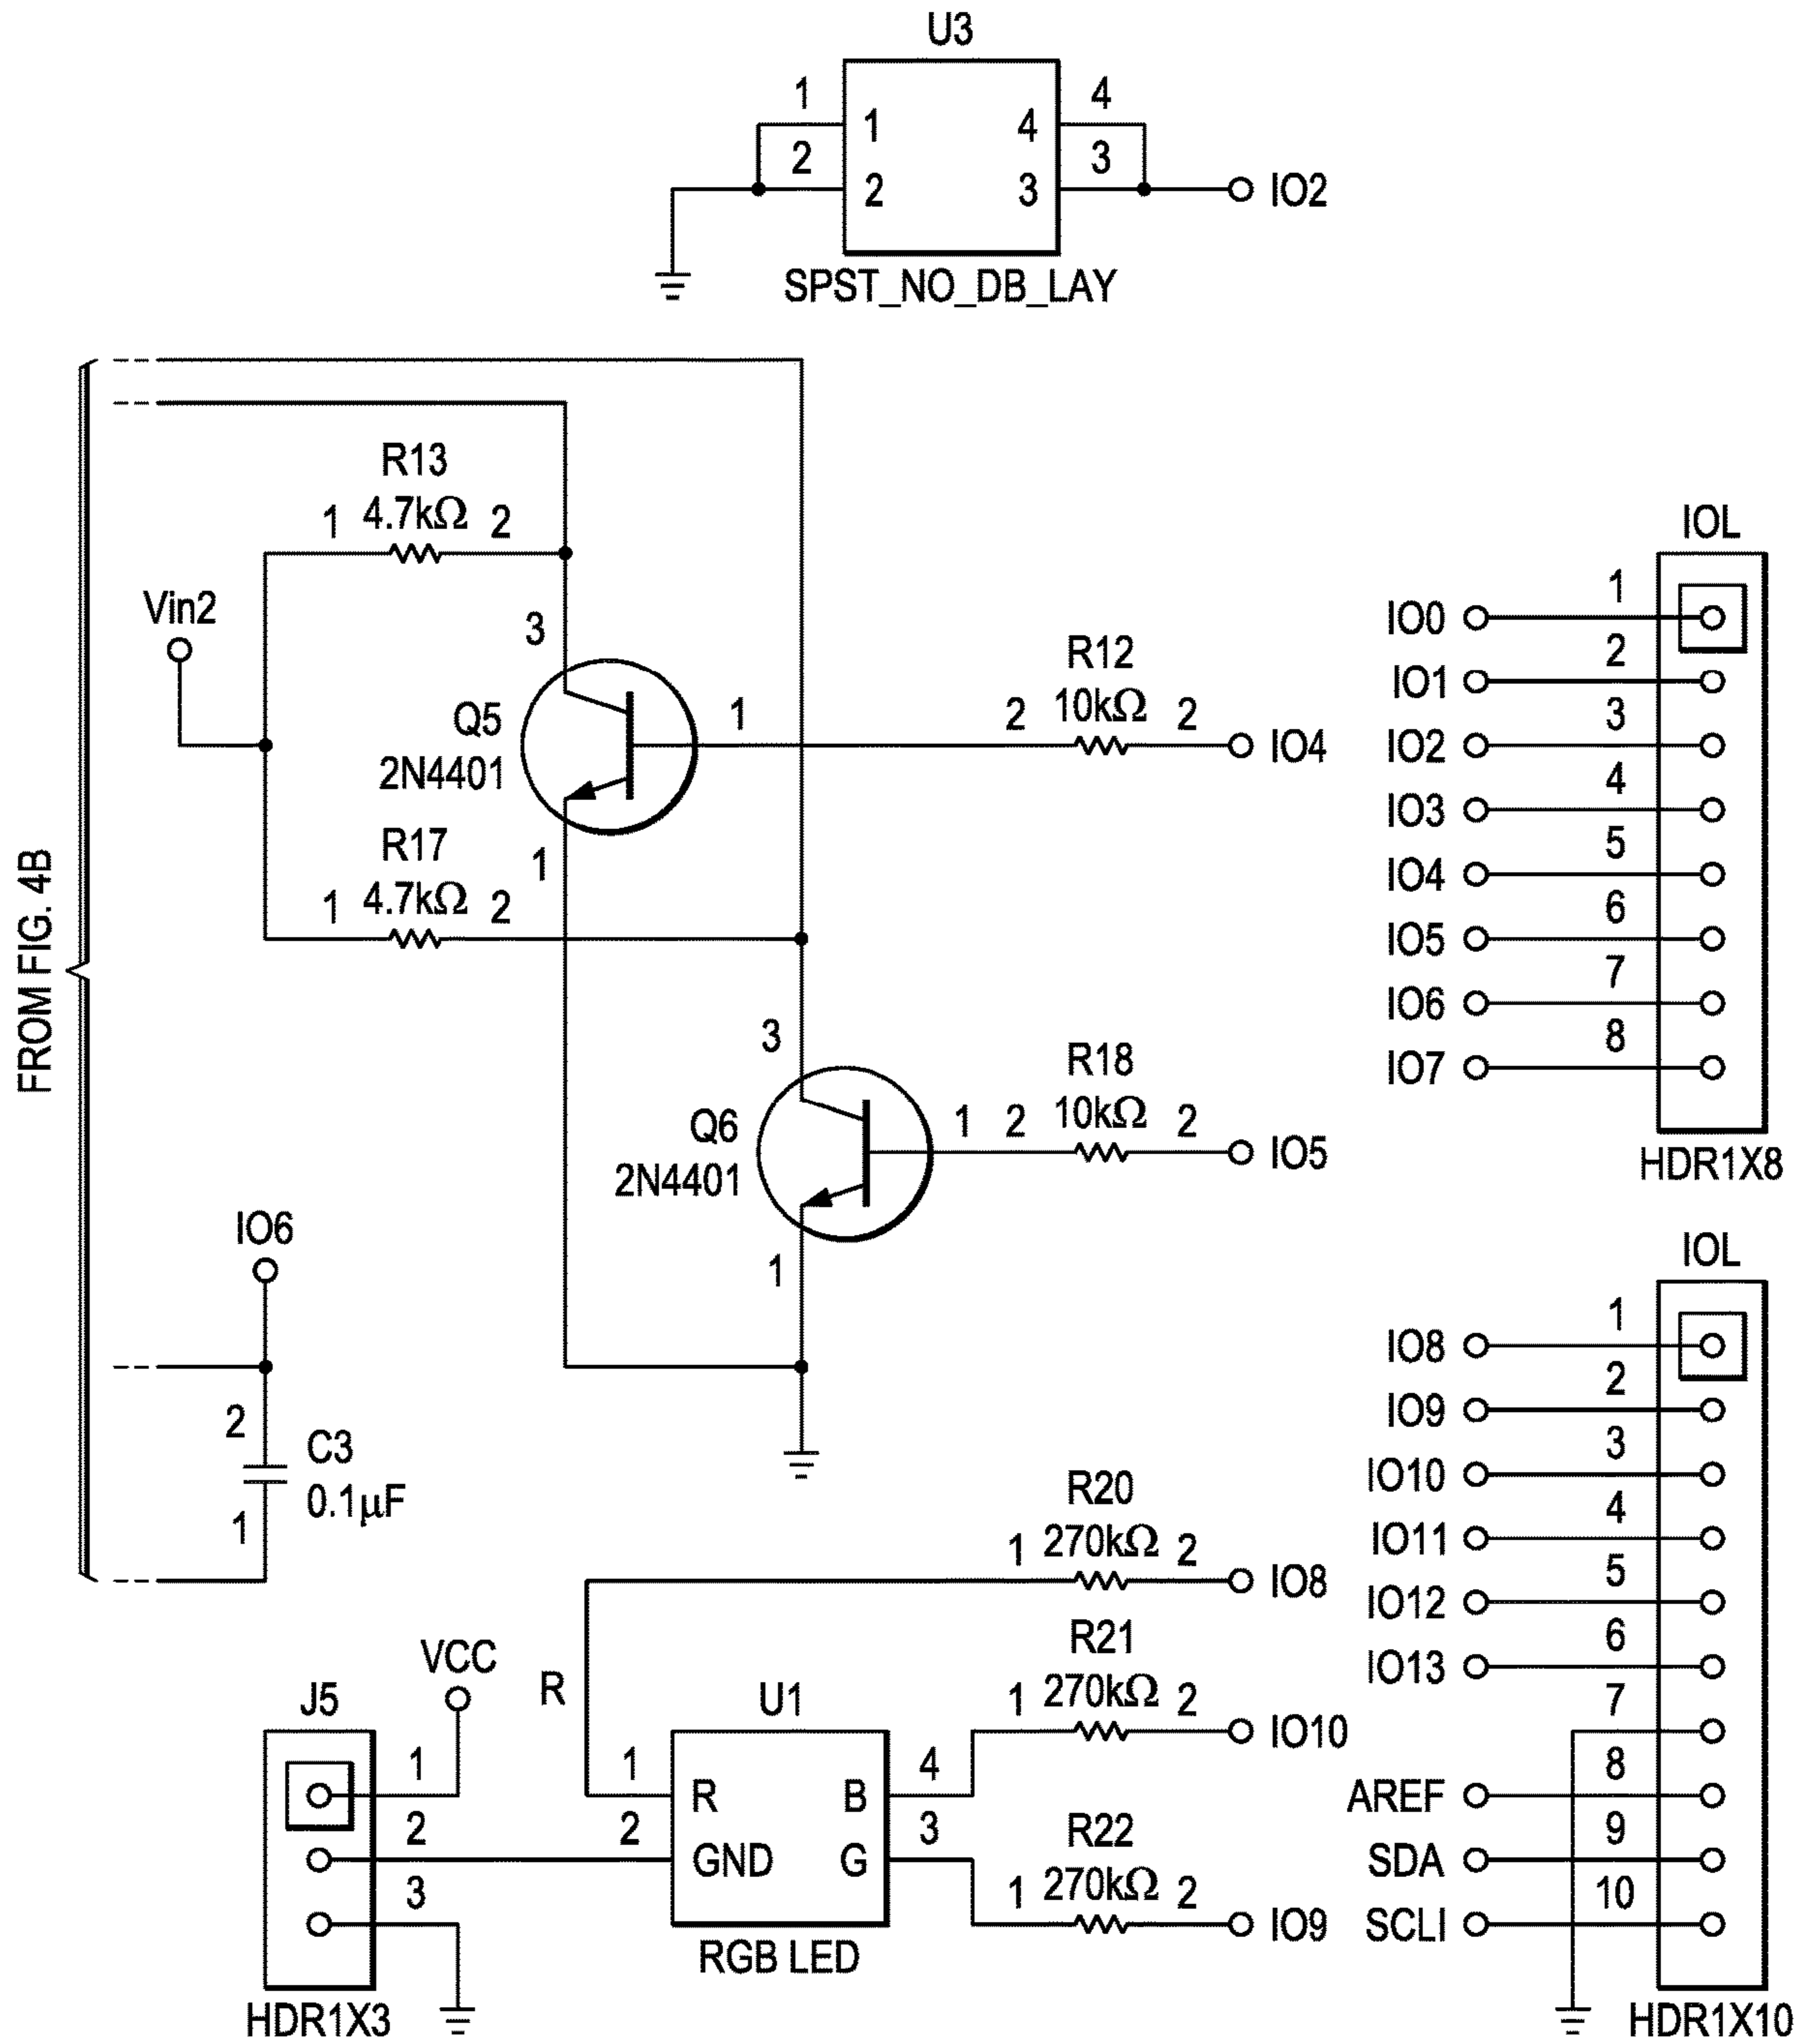 U3
1
1
4
4
2
2
3
3
IO2
SPST_NO_DB_LAY
FROM FIG. 4B
R13
1
4.7kΩ
2
Vin2
3
Q5
2N4401
1
R12
10kΩ
2
2
IO4
1
R17
1
4.7kΩ
2
3
Q6
2N4401
1
R18
2
10kΩ
2
IO5
1
IO6
2
C3
0.1µF
1
IOL
1
IO0
2
IO1
3
IO2
4
IO3
5
IO4
6
IO5
7
IO6
8
IO7
HDR1X8
IOL
1
IO8
2
IO9
3
IO10
4
IO11
5
IO12
6
IO13
7
8
AREF
9
SDA
10
SCLI
HDR1X10
R20
1
270kΩ
2
IO8
R21
1
270kΩ
2
IO10
R22
1
270kΩ
2
IO9
VCC
R
J5
1
2
3
HDR1X3
U1
1
R
B
4
2
GND
G
3
RGB LED